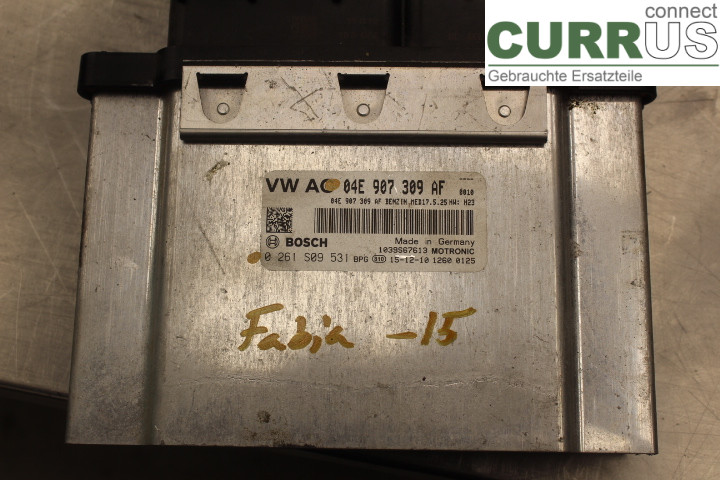 connect
CURRUS
Gebrauchte Ersatzteile
VW AG 04E 907 309 AF 0010
04E 907 309 AF BENZIN,MED17.5.25 HW: H23
Made in Germany
BOSCH 1039S67613 MOTRONIC
0 261 S09 531 BPG 010 15-12-10 1260 0125
Fabia -15